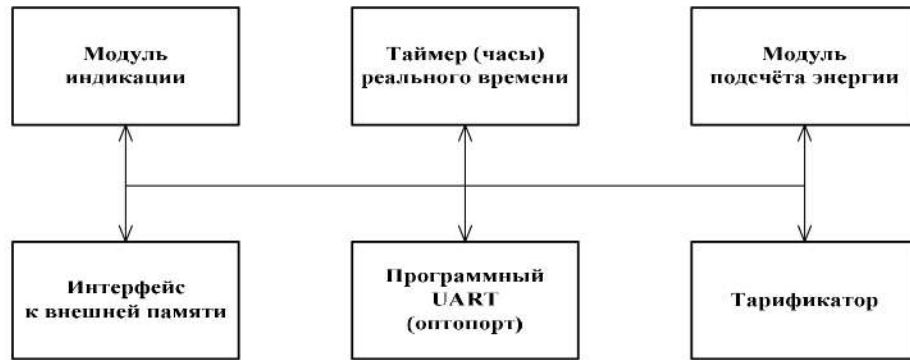 Модуль
индикации
Таймер (часы)
реального времени
Модуль
подсчёта энергии
Интерфейс
к внешней памяти
Программный
UART
(оптопорт)
Тарификатор